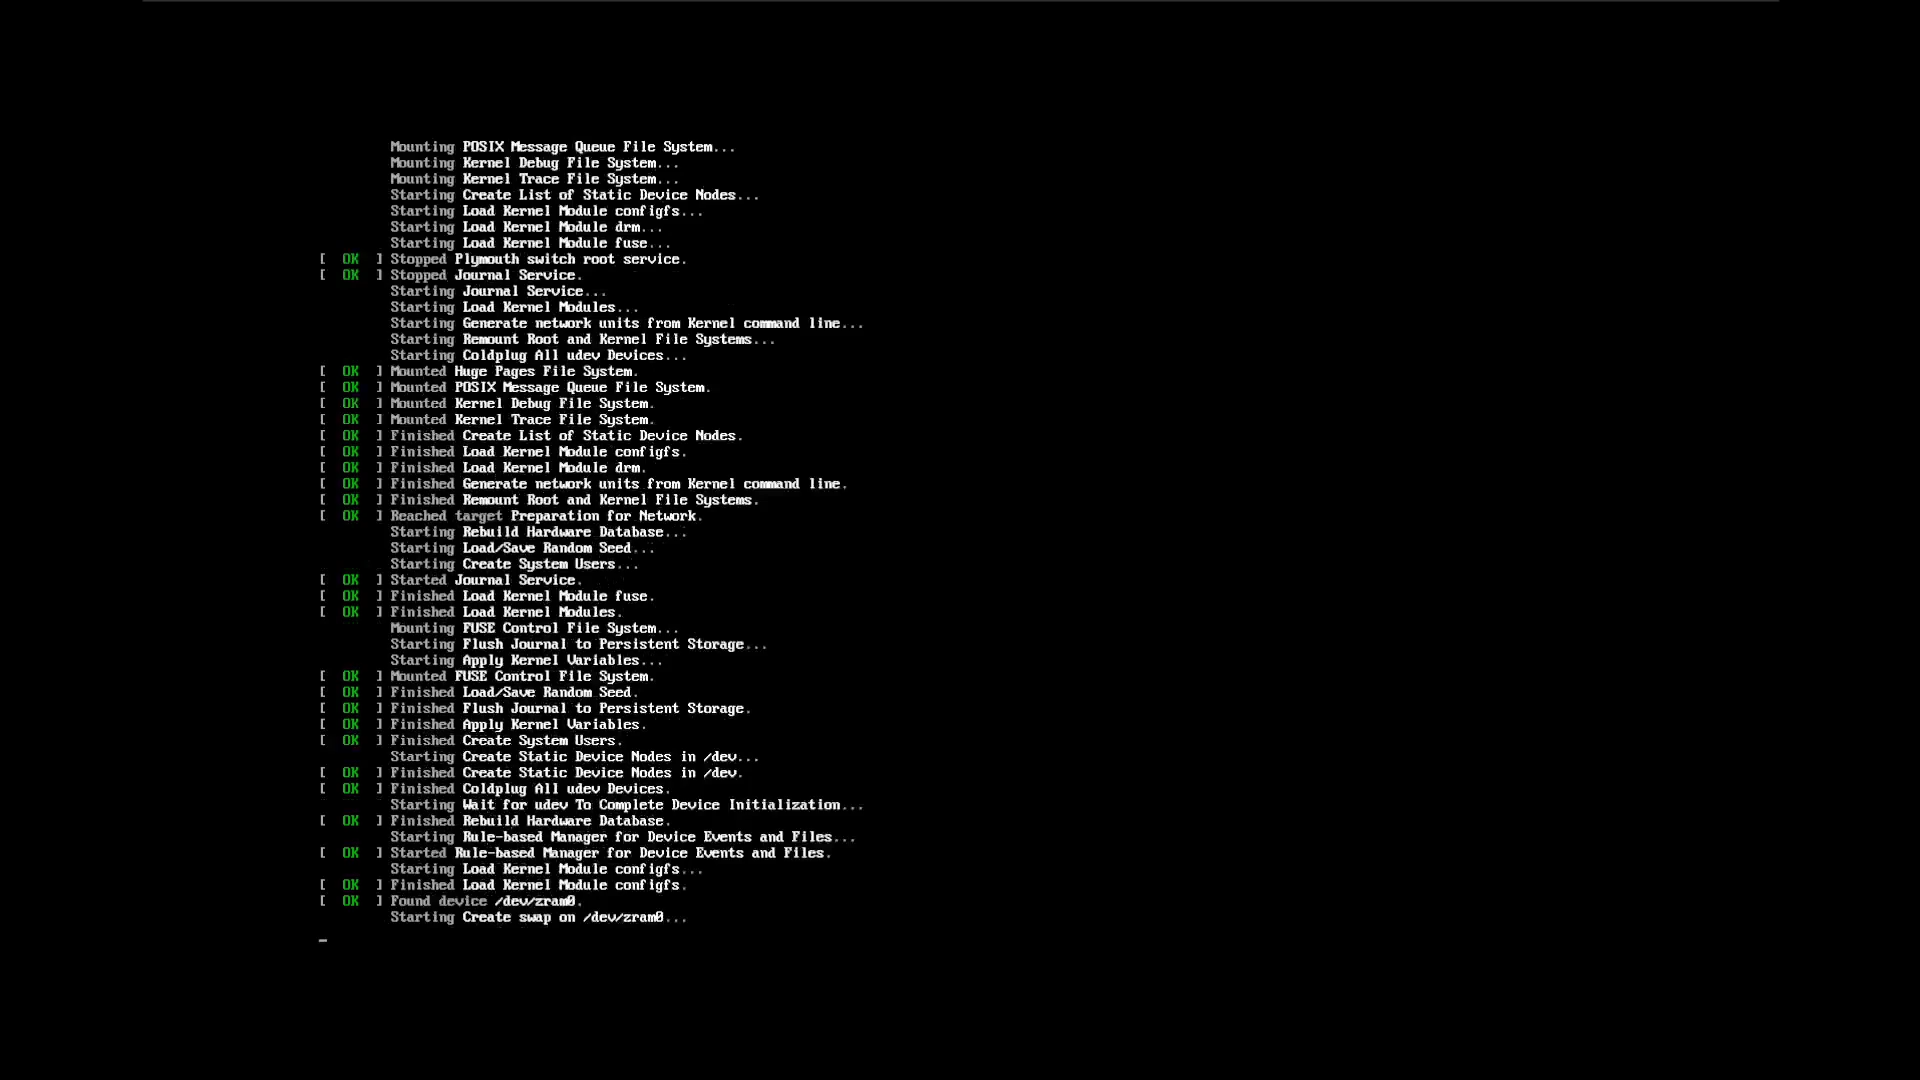 Mounting POSIX Message Queue File System...
Mounting Kernel Debug File System...
Mounting Kernel Trace File System...
Starting Create List of Static Device Nodes...
Starting Load Kernel Module configfs...
Starting Load Kernel Module drm...
Starting Load Kernel Module fuse...
[  OK  ] Stopped Plymouth switch root service.
[  OK  ] Stopped Journal Service.
Starting Journal Service...
Starting Load Kernel Modules...
Starting Generate network units from Kernel command line...
Starting Remount Root and Kernel File Systems...
Starting Coldplug All udev Devices...
[  OK  ] Mounted Huge Pages File System.
[  OK  ] Mounted POSIX Message Queue File System.
[  OK  ] Mounted Kernel Debug File System.
[  OK  ] Mounted Kernel Trace File System.
[  OK  ] Finished Create List of Static Device Nodes.
[  OK  ] Finished Load Kernel Module configfs.
[  OK  ] Finished Load Kernel Module drm.
[  OK  ] Finished Generate network units from Kernel command line.
[  OK  ] Finished Remount Root and Kernel File Systems.
[  OK  ] Reached target Preparation for Network.
Starting Rebuild Hardware Database...
Starting Load/Save Random Seed...
Starting Create System Users...
[  OK  ] Started Journal Service.
[  OK  ] Finished Load Kernel Module fuse.
[  OK  ] Finished Load Kernel Modules.
Mounting FUSE Control File System...
Starting Flush Journal to Persistent Storage...
Starting Apply Kernel Variables...
[  OK  ] Mounted FUSE Control File System.
[  OK  ] Finished Load/Save Random Seed.
[  OK  ] Finished Flush Journal to Persistent Storage.
[  OK  ] Finished Apply Kernel Variables.
[  OK  ] Finished Create System Users.
Starting Create Static Device Nodes in /dev...
[  OK  ] Finished Create Static Device Nodes in /dev.
[  OK  ] Finished Coldplug All udev Devices.
Starting Wait for udev To Complete Device Initialization...
[  OK  ] Finished Rebuild Hardware Database.
Starting Rule-based Manager for Device Events and Files...
[  OK  ] Started Rule-based Manager for Device Events and Files.
Starting Load Kernel Module configfs...
[  OK  ] Finished Load Kernel Module configfs.
[  OK  ] Found device /dev/zram0.
Starting Create swap on /dev/zram0...